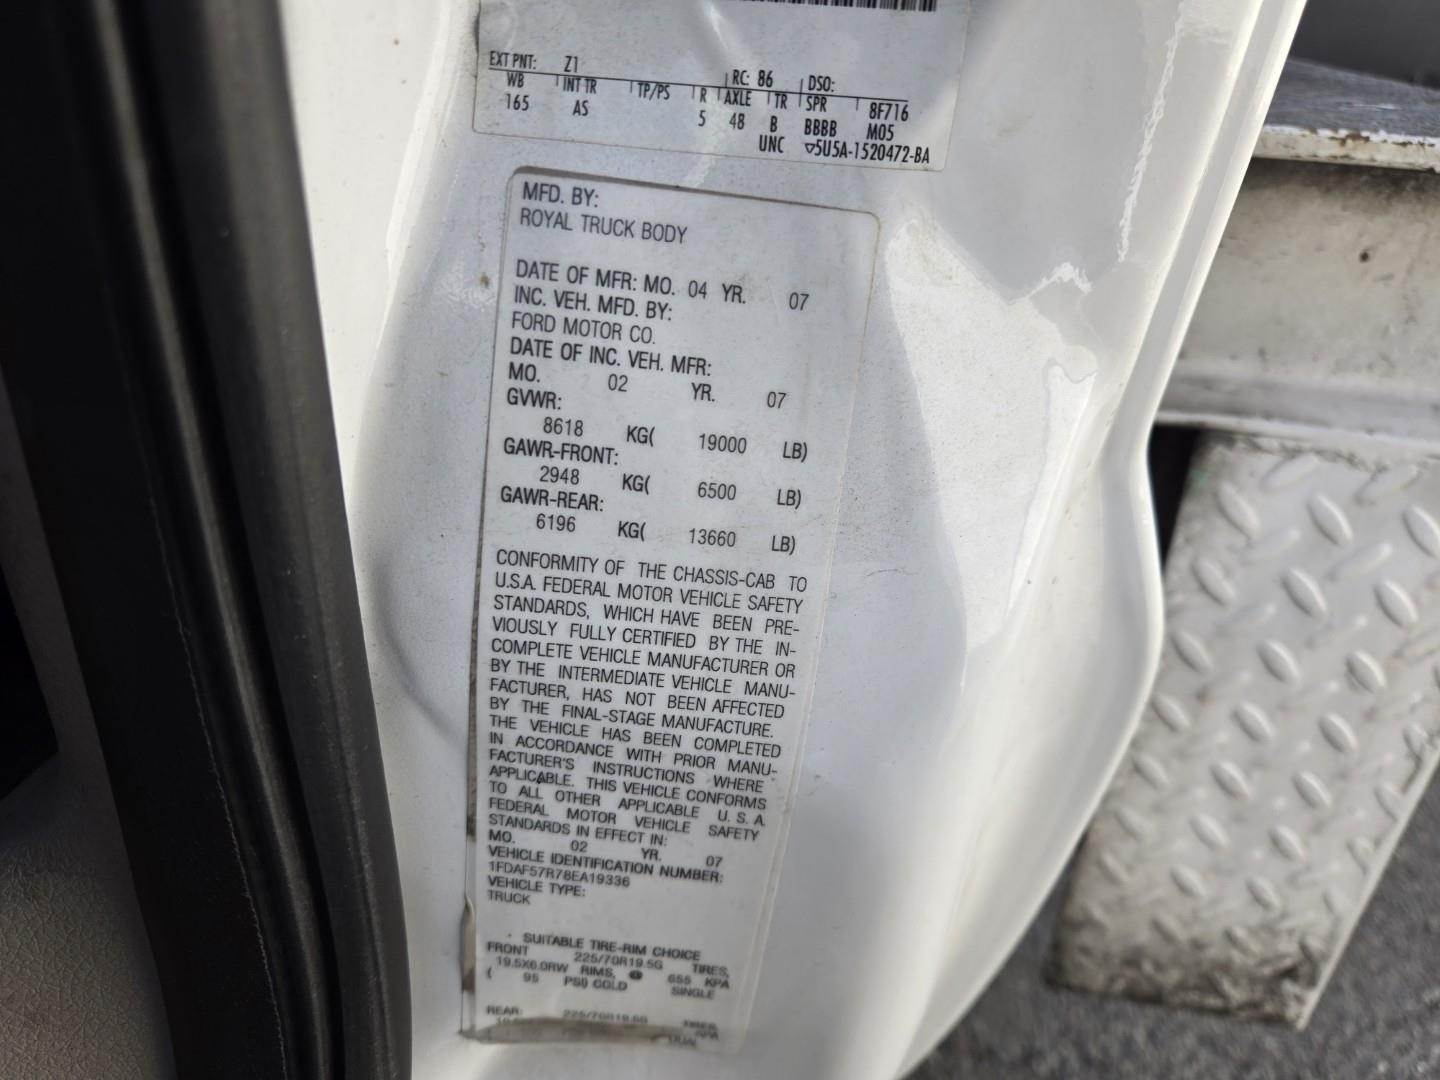 EXT PNT: Z1 RC: 86 DSO:
WB INT TR TP/PS R AXLE TR SPR 8F716
165 AS 5 48 B BBBB M05
UNC ▽5U5A-1520472-BA
MFD. BY:
ROYAL TRUCK BODY
DATE OF MFR: MO. 04 YR. 07
INC. VEH. MFD. BY:
FORD MOTOR CO.
DATE OF INC. VEH. MFR:
MO. 02 YR. 07
GVWR:
8618 KG( 19000 LB)
GAWR-FRONT:
2948 KG( 6500 LB)
GAWR-REAR:
6196 KG( 13660 LB)
CONFORMITY OF THE CHASSIS-CAB TO
U.S.A. FEDERAL MOTOR VEHICLE SAFETY
STANDARDS, WHICH HAVE BEEN PRE-
VIOUSLY FULLY CERTIFIED BY THE IN-
COMPLETE VEHICLE MANUFACTURER OR
BY THE INTERMEDIATE VEHICLE MANU-
FACTURER, HAS NOT BEEN AFFECTED
BY THE FINAL-STAGE MANUFACTURE.
THE VEHICLE HAS BEEN COMPLETED
IN ACCORDANCE WITH PRIOR MANU-
FACTURER'S INSTRUCTIONS WHERE
APPLICABLE. THIS VEHICLE CONFORMS
TO ALL OTHER APPLICABLE U. S. A.
FEDERAL MOTOR VEHICLE SAFETY
STANDARDS IN EFFECT IN:
MO. 02 YR. 07
VEHICLE IDENTIFICATION NUMBER:
1FDAF57R78EA19336
VEHICLE TYPE:
TRUCK
SUITABLE TIRE-RIM CHOICE
FRONT 225/70R19.5G TIRES,
19.5X6.0RW RIMS, @ 655 KPA
( 95 PSI) COLD SINGLE
REAR: 225/70R19.5G TIRES,
KPA
DUAL